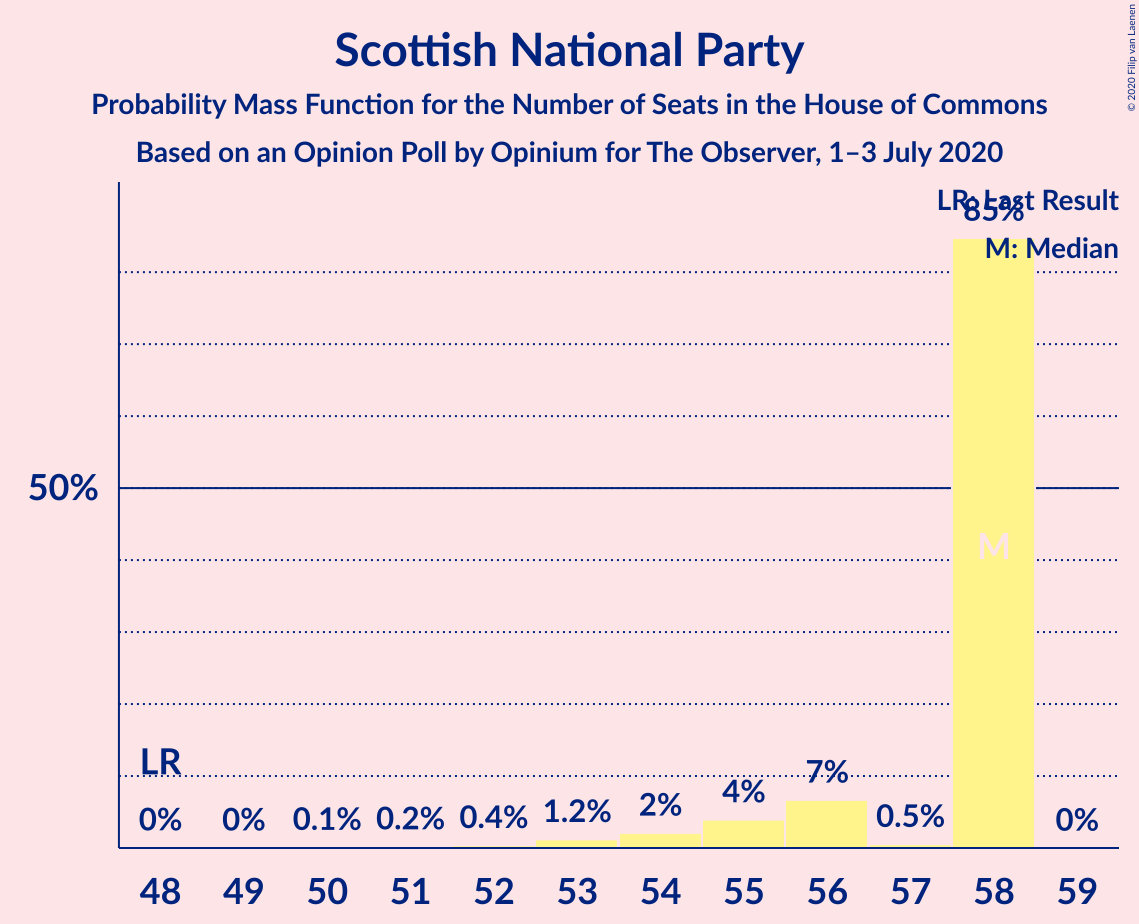 Scottish National Party
Probability Mass Function for the Number of Seats in the House of Commons
Based on an Opinion Poll by Opinium for The Observer, 1–3 July 2020
© 2020 Filip van Laenen
LR: Last Result
85%
M: Median
50%
M
LR
0% 0% 0.1% 0.2% 0.4% 1.2% 2% 4% 7% 0.5% 0%
48 49 50 51 52 53 54 55 56 57 58 59